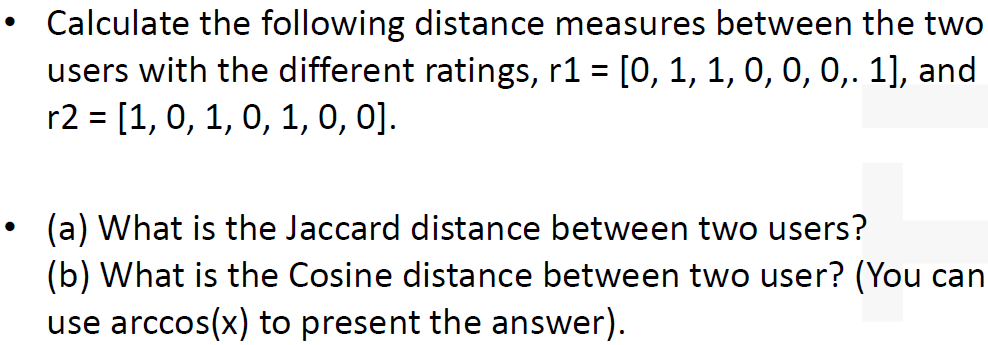 • Calculate the following distance measures between the two
users with the different ratings, r1 = [0, 1, 1, 0, 0, 0,. 1], and
r2 = [1, 0, 1, 0, 1, 0, 0].
• (a) What is the Jaccard distance between two users?
(b) What is the Cosine distance between two user? (You can
use arccos(x) to present the answer).